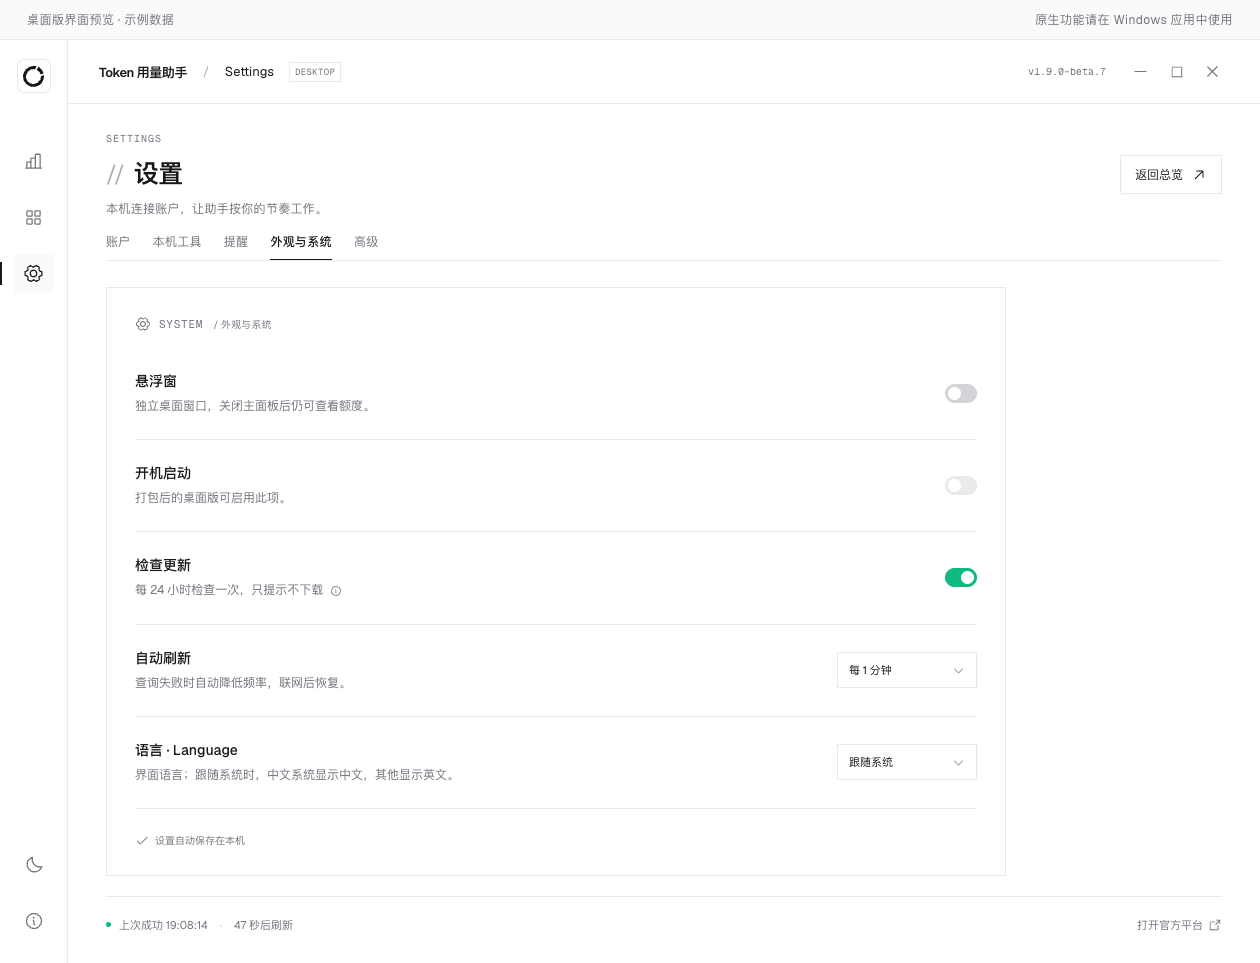 桌面版界面预览 · 示例数据
原生功能请在 Windows 应用中使用
Token 用量助手 / Settings DESKTOP
v1.9.0-beta.7
SETTINGS
// 设置
返回总览
本机连接账户，让助手按你的节奏工作。
账户 本机工具 提醒 外观与系统 高级
SYSTEM / 外观与系统
悬浮窗
独立桌面窗口，关闭主面板后仍可查看额度。
开机启动
打包后的桌面版可启用此项。
检查更新
每 24 小时检查一次，只提示不下载
自动刷新
查询失败时自动降低频率，联网后恢复。
每 1 分钟
语言 · Language
界面语言；跟随系统时，中文系统显示中文，其他显示英文。
跟随系统
设置自动保存在本机
上次成功 19:08:14 · 47 秒后刷新
打开官方平台